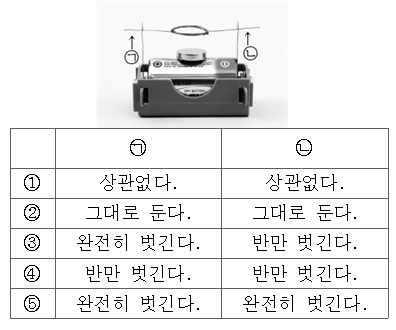 ㉠ ㉡
㉠ ㉡
① 상관없다. 상관없다.
② 그대로 둔다. 그대로 둔다.
③ 완전히 벗긴다. 반만 벗긴다.
④ 반만 벗긴다. 반만 벗긴다.
⑤ 완전히 벗긴다. 완전히 벗긴다.